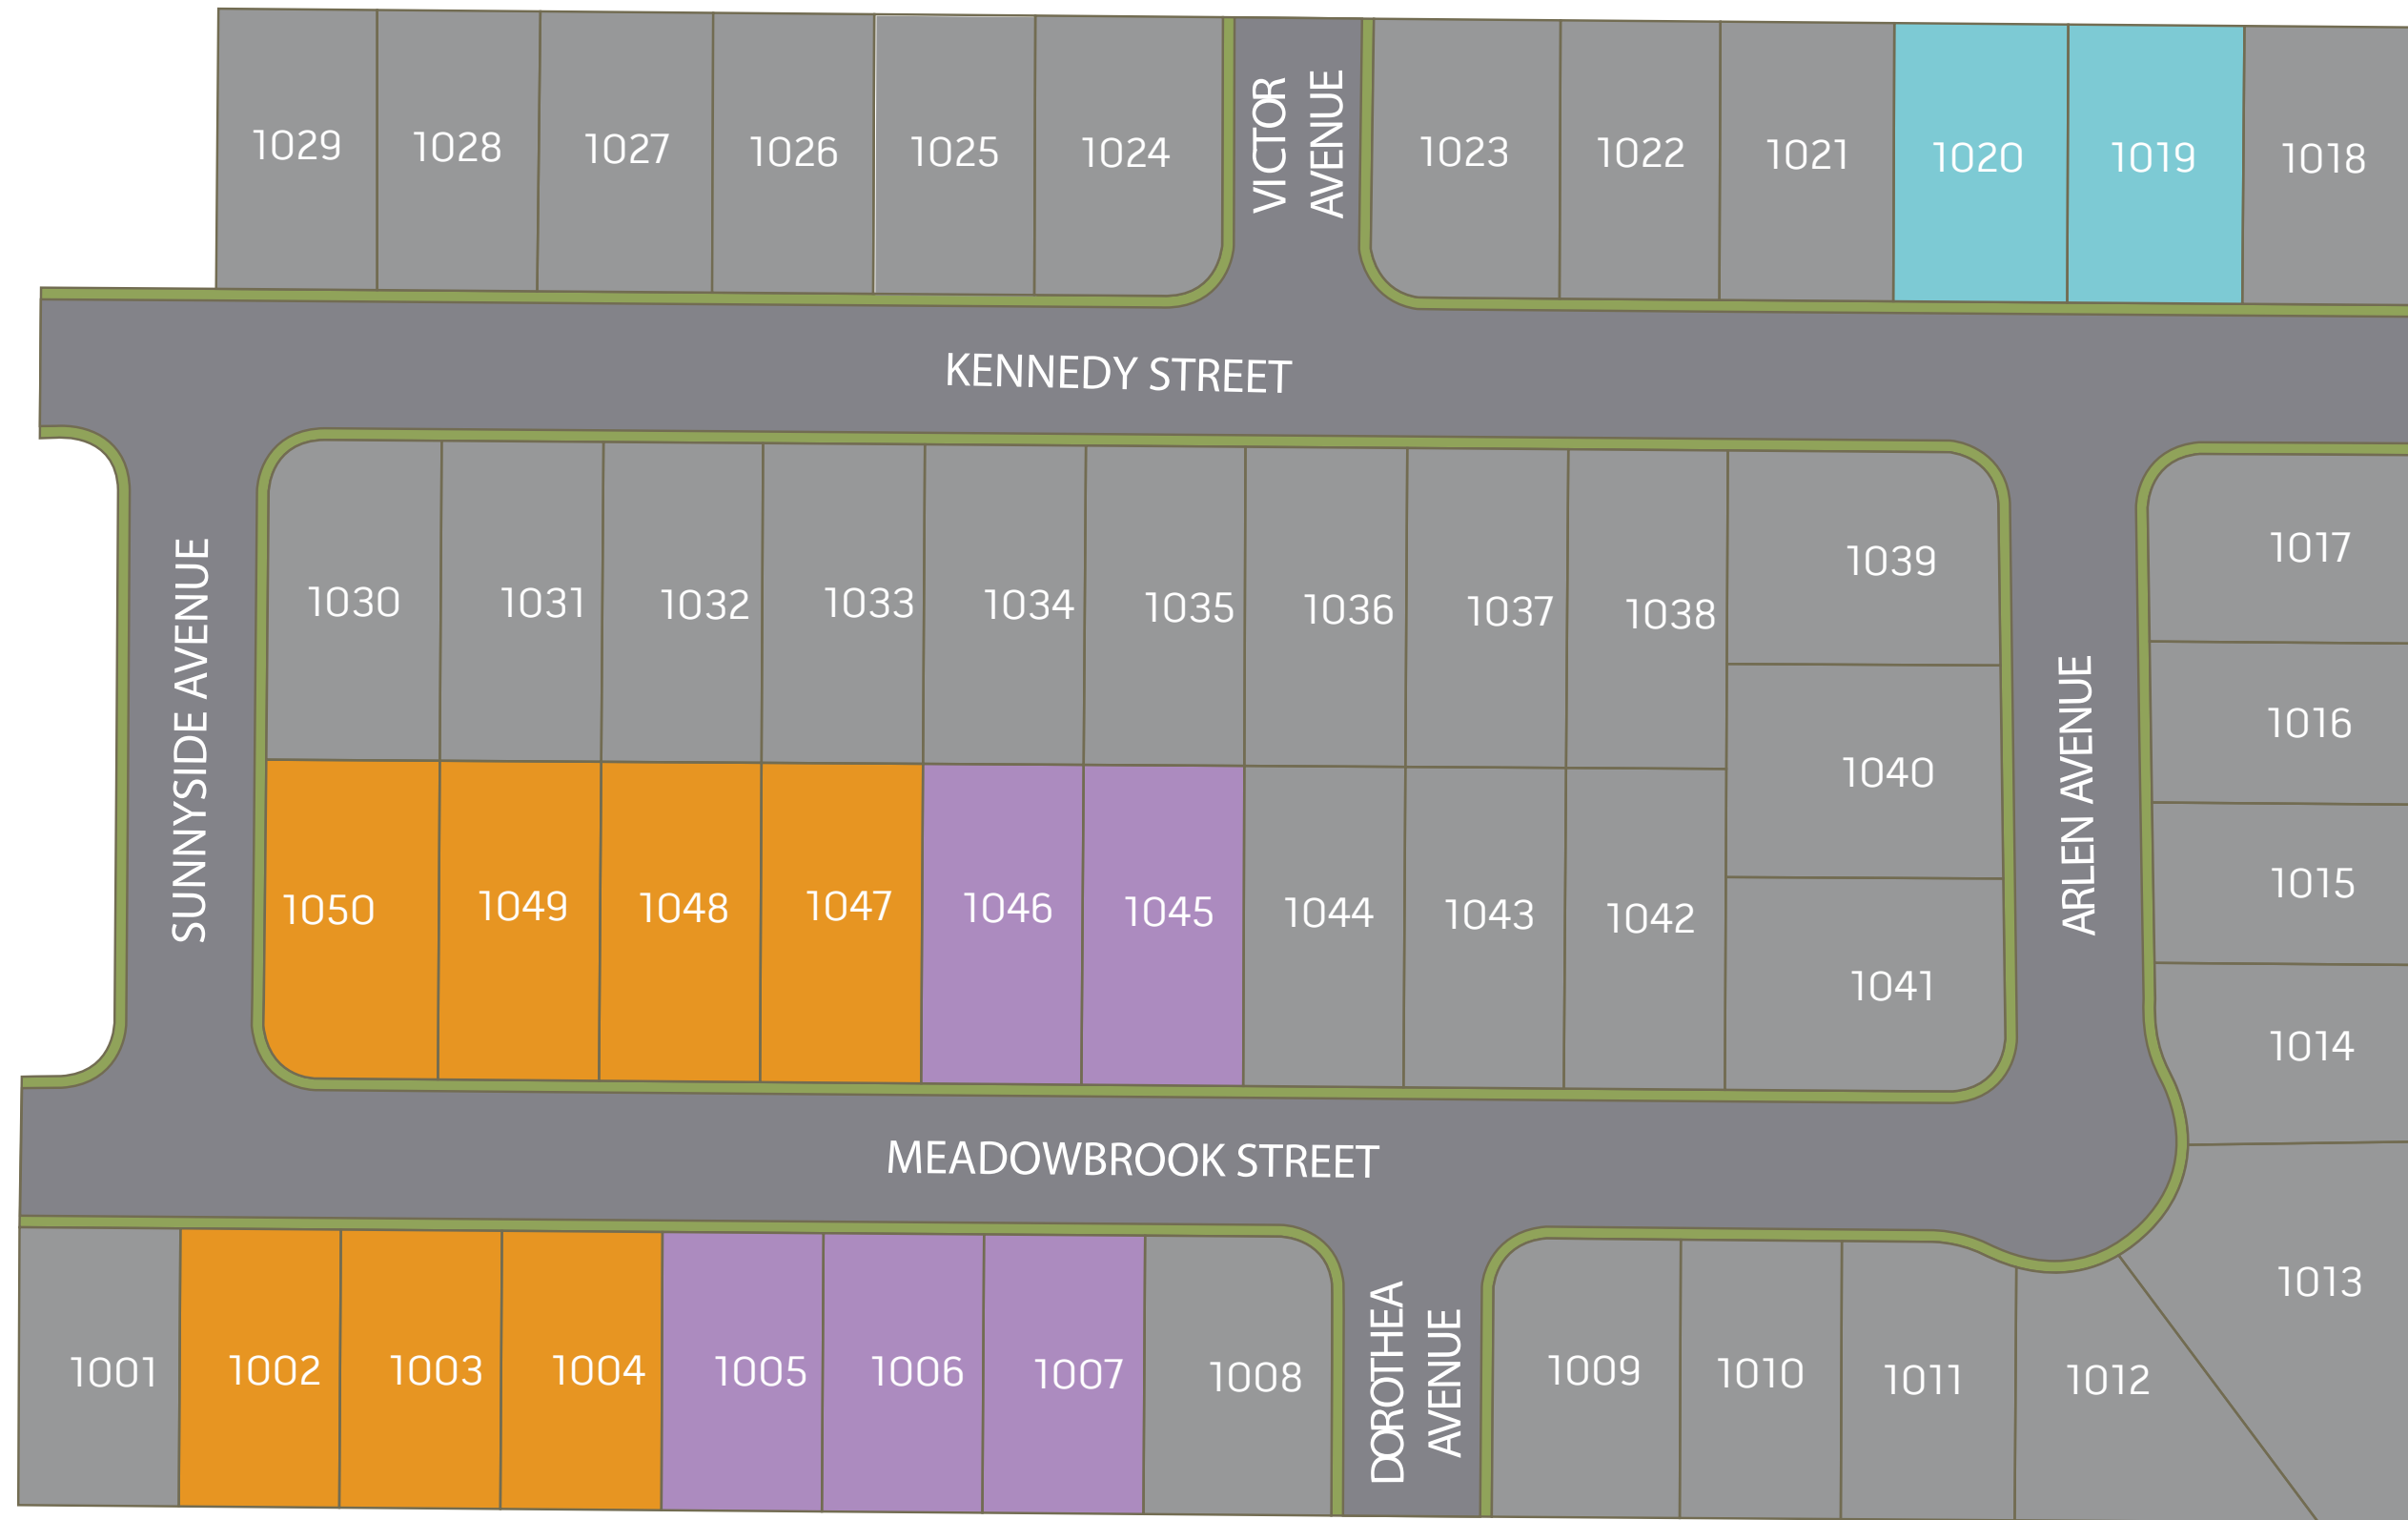 1029 1028 1027 1026 1025 1024
VICTOR
AVENUE
1023 1022 1021 1020 1019 1018
KENNEDY STREET
SUNNYSIDE AVENUE
1030 1031 1032 1033 1034 1035 1036 1037 1038
1039
1040
1041
1050 1049 1048 1047 1046 1045 1044 1043 1042
ARLEN AVENUE
1017
1016
1015
1014
1013
MEADOWBROOK STREET
1001 1002 1003 1004 1005 1006 1007 1008
DOROTHEA
AVENUE
1009 1010 1011 1012